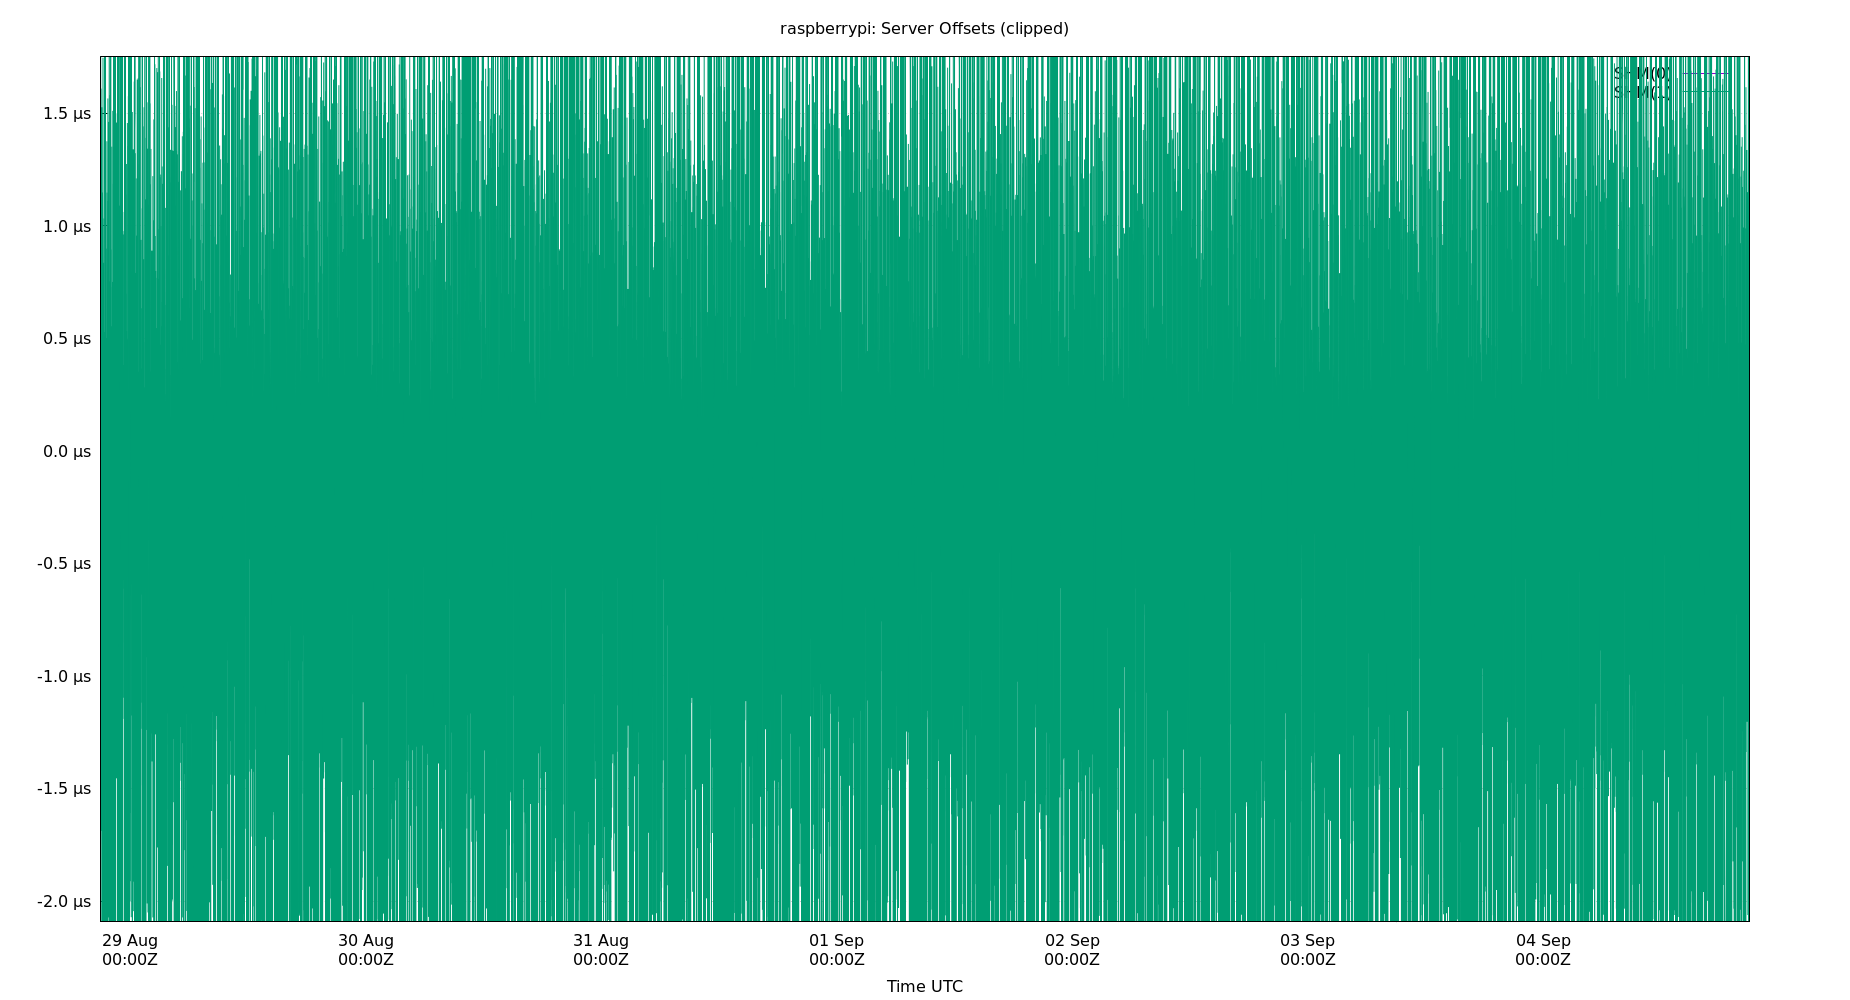 raspberrypi: Server Offsets (clipped)
SHM(0)
1.5 µs
1.0 µs
0.5 µs
0.0 µs
-0.5 µs
-1.0 µs
-1.5 µs
-2.0 µs
29 Aug
00:00Z
30 Aug
00:00Z
31 Aug
00:00Z
01 Sep
00:00Z
02 Sep
00:00Z
03 Sep
00:00Z
04 Sep
00:00Z
Time UTC